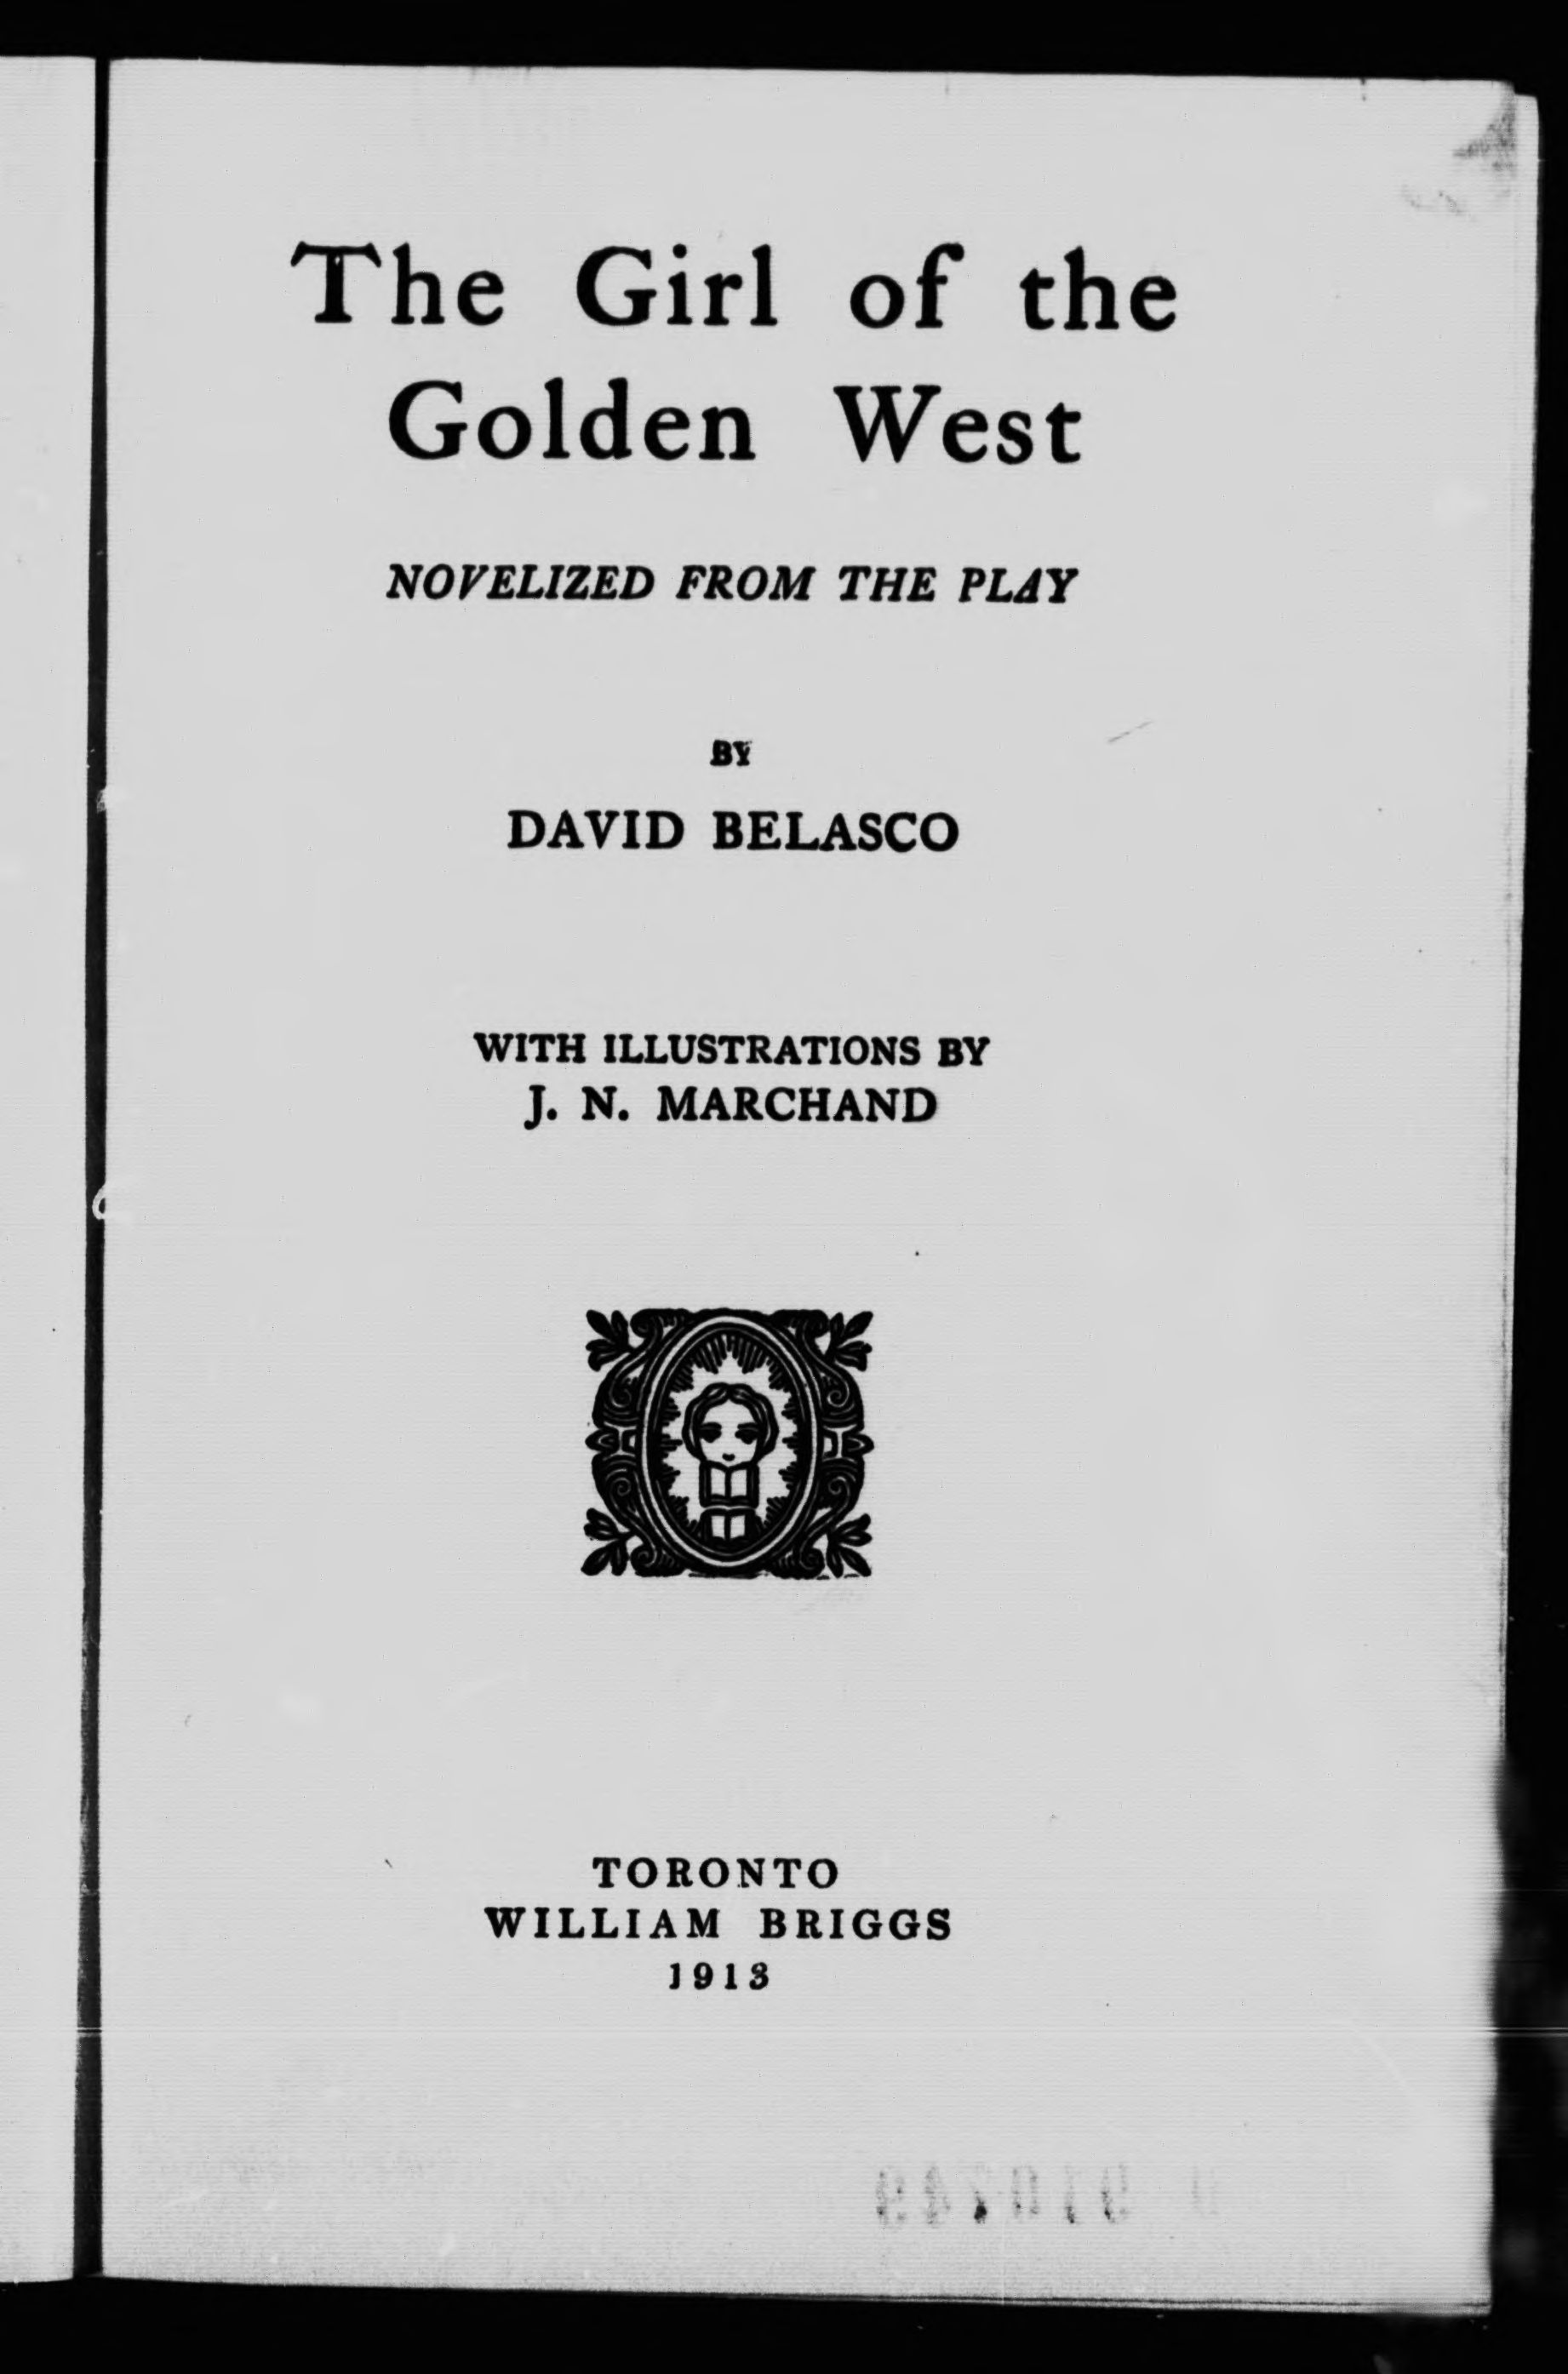 The Girl of the
Golden West
NOVELIZED FROM THE PLAY
BY
DAVID BELASCO
WITH ILLUSTRATIONS BY
J. N. MARCHAND
TORONTO
WILLIAM BRIGGS
1913